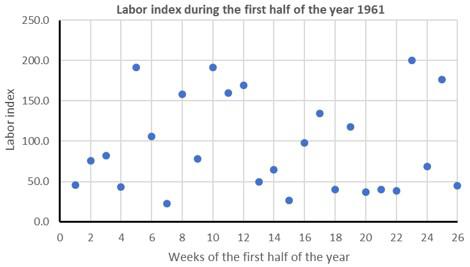 Labor index during the first half of the year 1961
250.0
200.0
150.0
100.0
50.0
0.0
Labor index
0 2 4 6 8 10 12 14 16 18 20 22 24 26
Weeks of the first half of the year